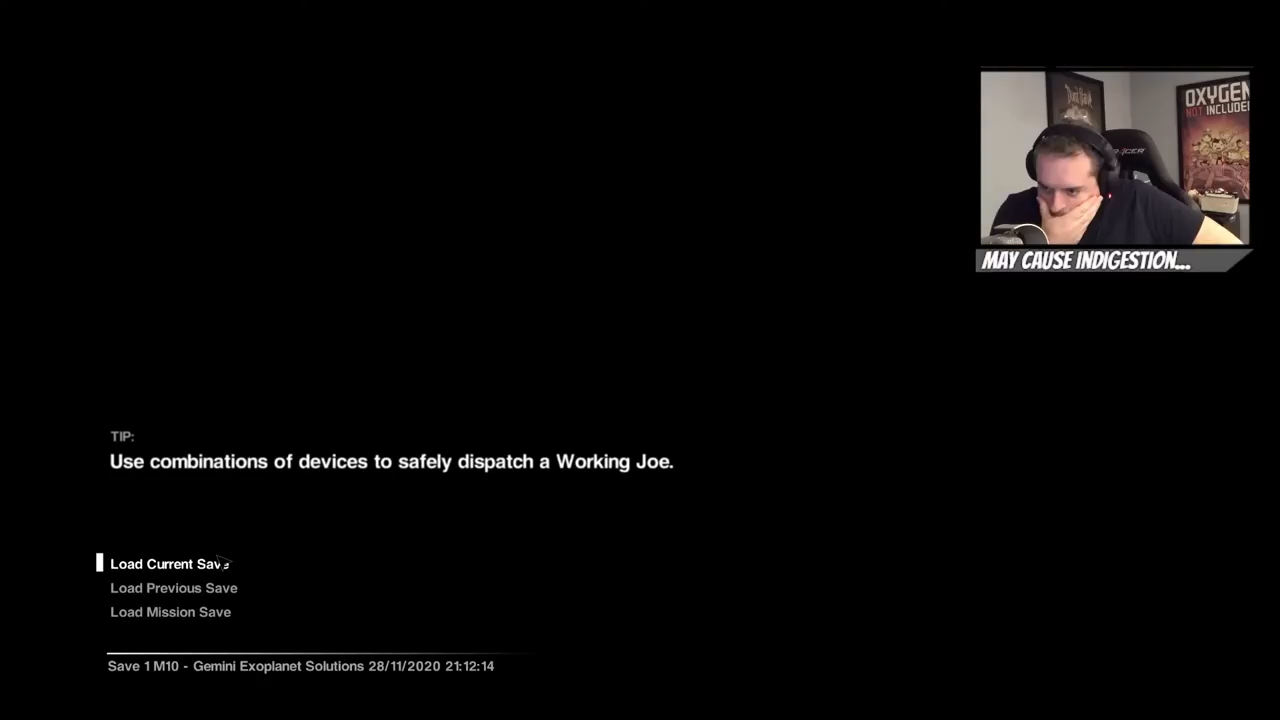 OXYGEN
NOT INCLUDED
MAY CAUSE INDIGESTION...
TIP:
Use combinations of devices to safely dispatch a Working Joe.
Load Current Save
Load Previous Save
Load Mission Save
Save 1 M10 - Gemini Exoplanet Solutions 28/11/2020 21:12:14